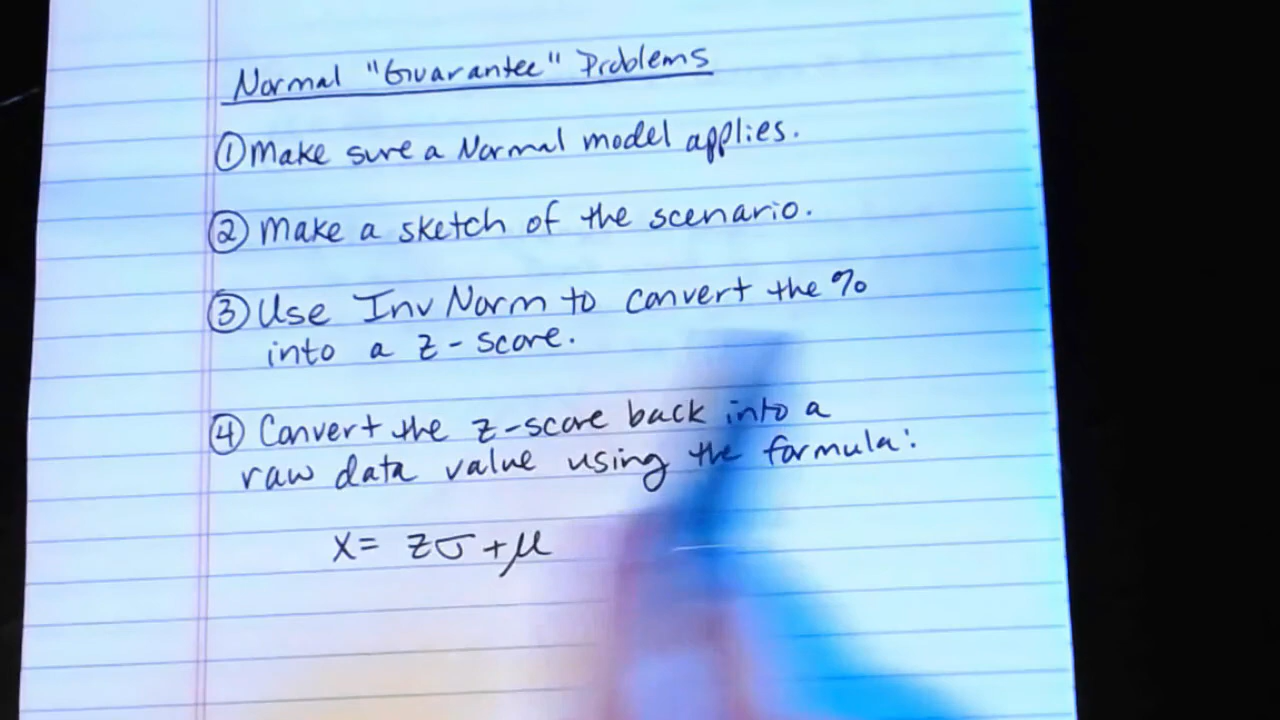 Normal "Guarantee" Problems
① Make sure a Normal model applies.
② Make a sketch of the scenario.
③ Use InvNorm to convert the %
into a z-score.
④ Convert the z-score back into a
raw data value using the formula:
x = zσ + μ